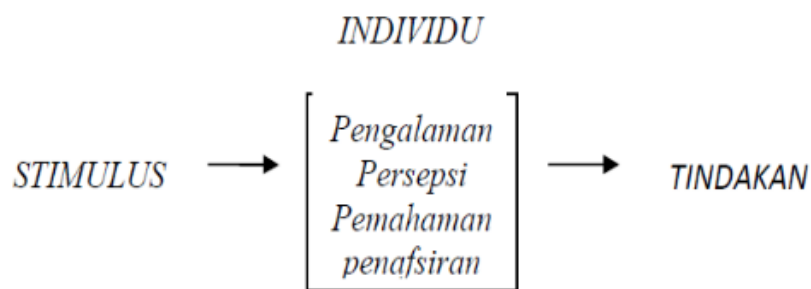 INDIVIDU
STIMULUS
Pengalaman
Persepsi
Pemahaman
penafsiran
TINDAKAN